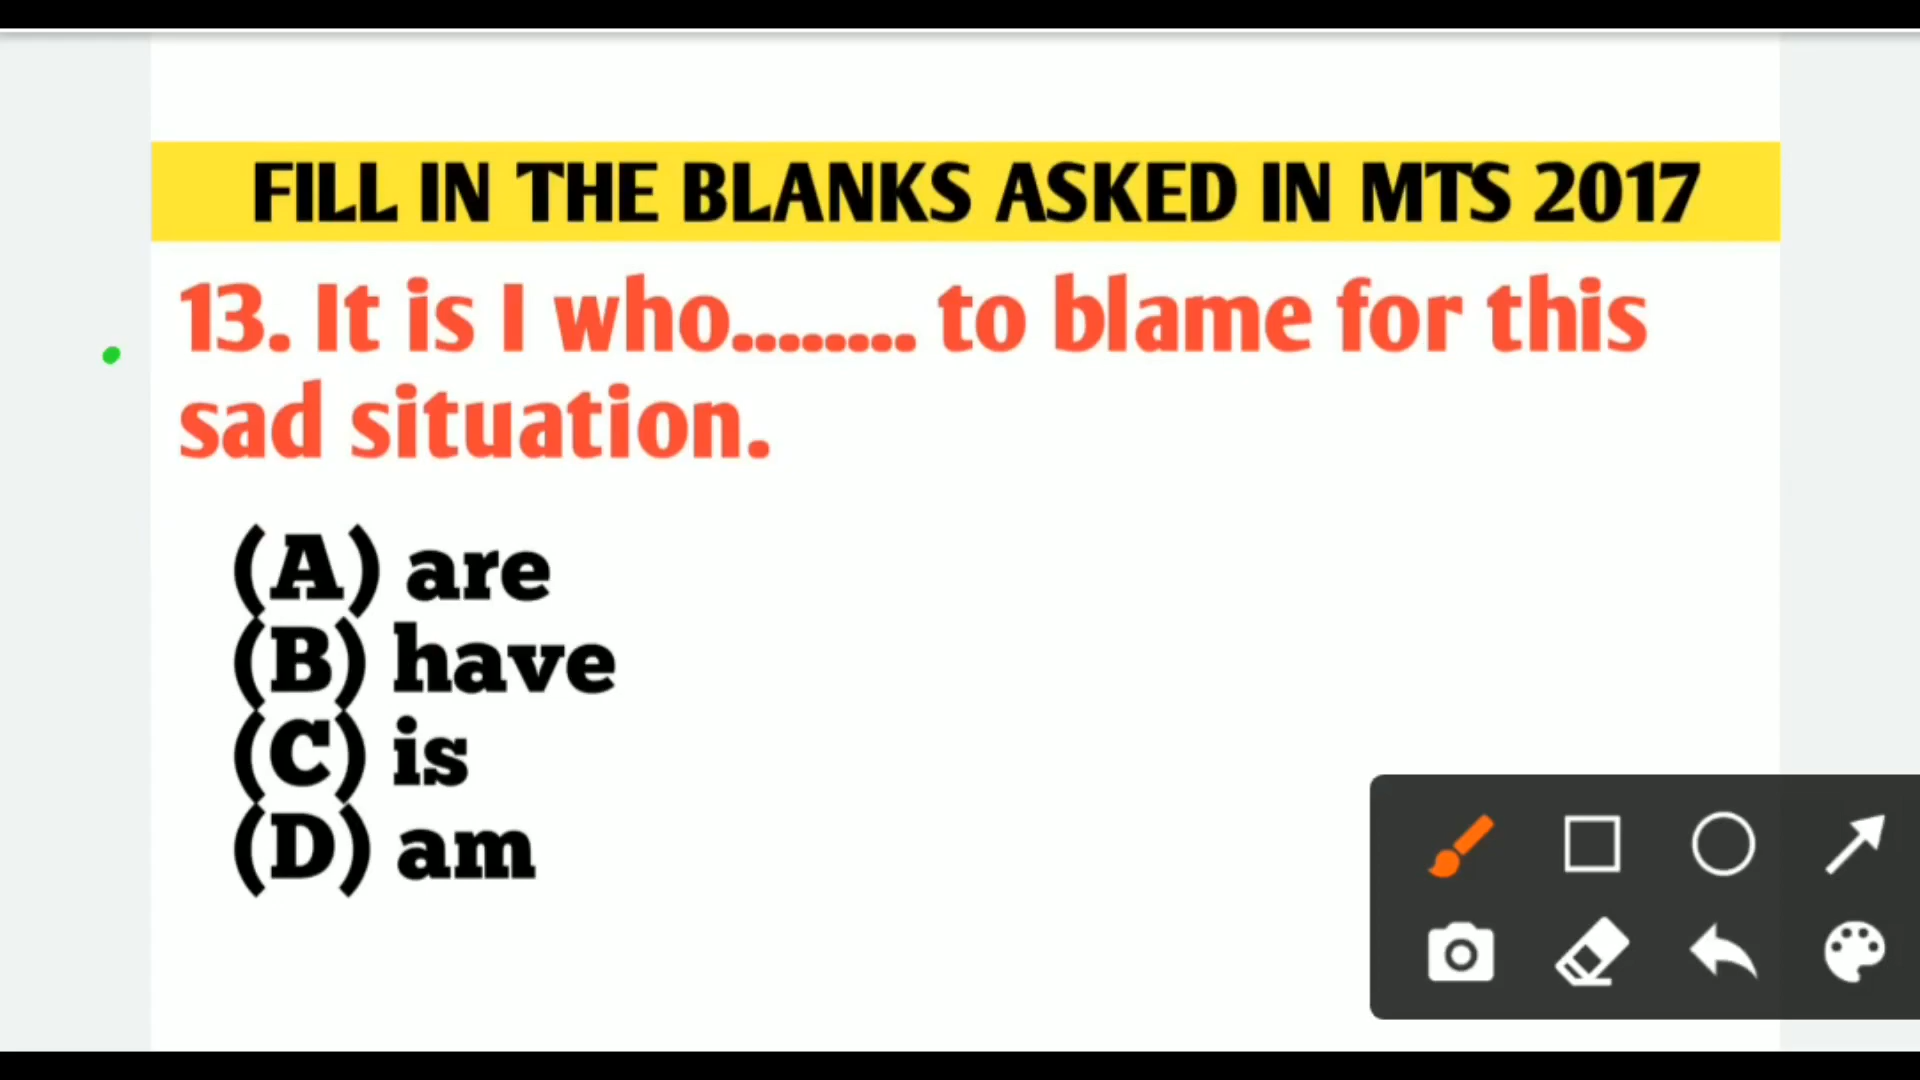 FILL IN THE BLANKS ASKED IN MTS 2017
13. It is I who........ to blame for this
sad situation.
(A) are
(B) have
(C) is
(D) am